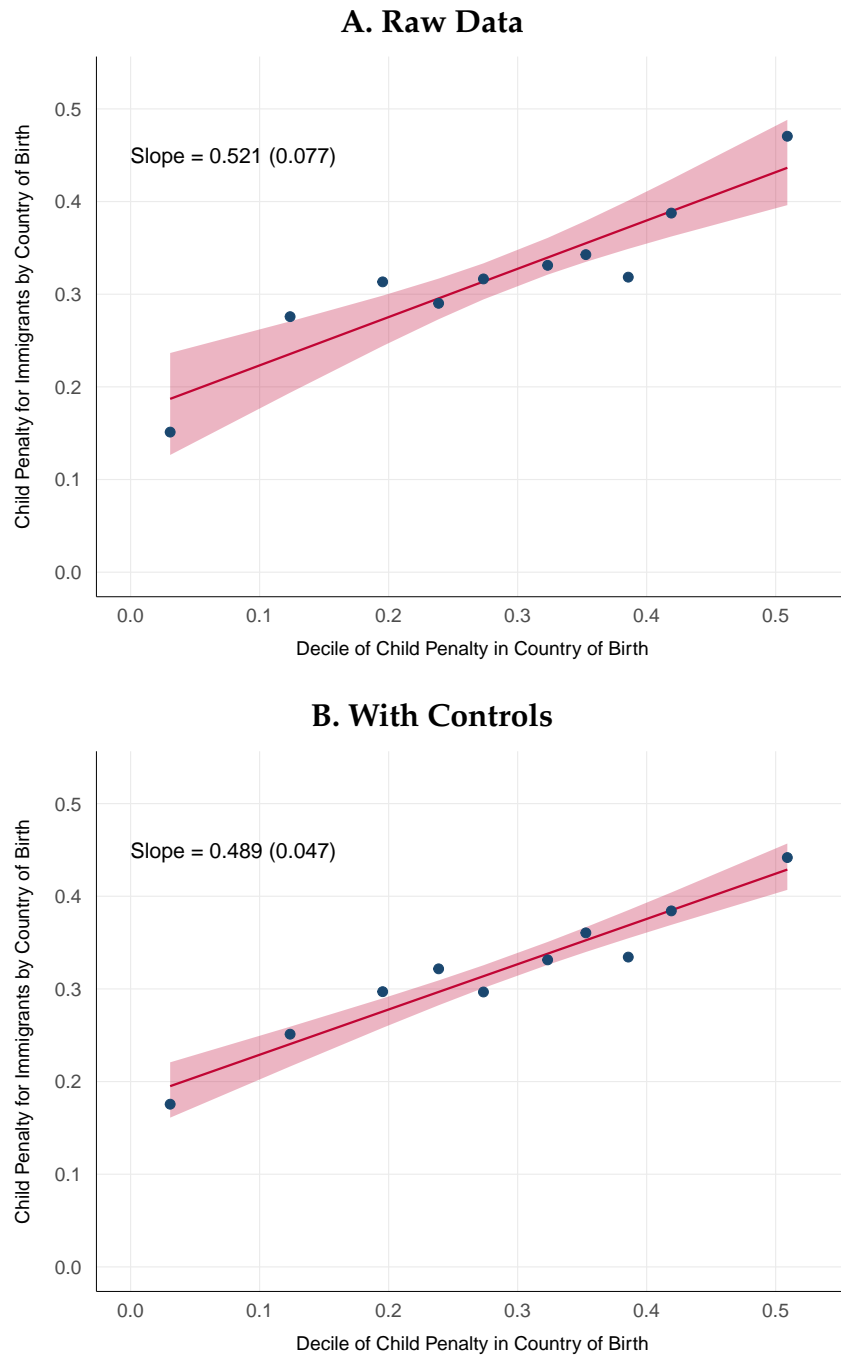 A. Raw Data
Child Penalty for Immigrants by Country of Birth
0.5
0.4
0.3
0.2
0.1
0.0
Slope = 0.521 (0.077)
0.0 0.1 0.2 0.3 0.4 0.5
Decile of Child Penalty in Country of Birth
B. With Controls
Child Penalty for Immigrants by Country of Birth
0.5
0.4
0.3
0.2
0.1
0.0
Slope = 0.489 (0.047)
0.0 0.1 0.2 0.3 0.4 0.5
Decile of Child Penalty in Country of Birth